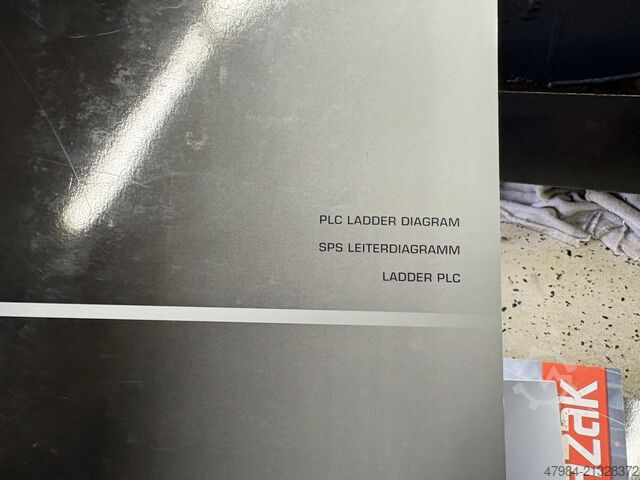 PLC LADDER DIAGRAM
SPS LEITERDIAGRAMM
LADDER PLC
zak
47984-21328372